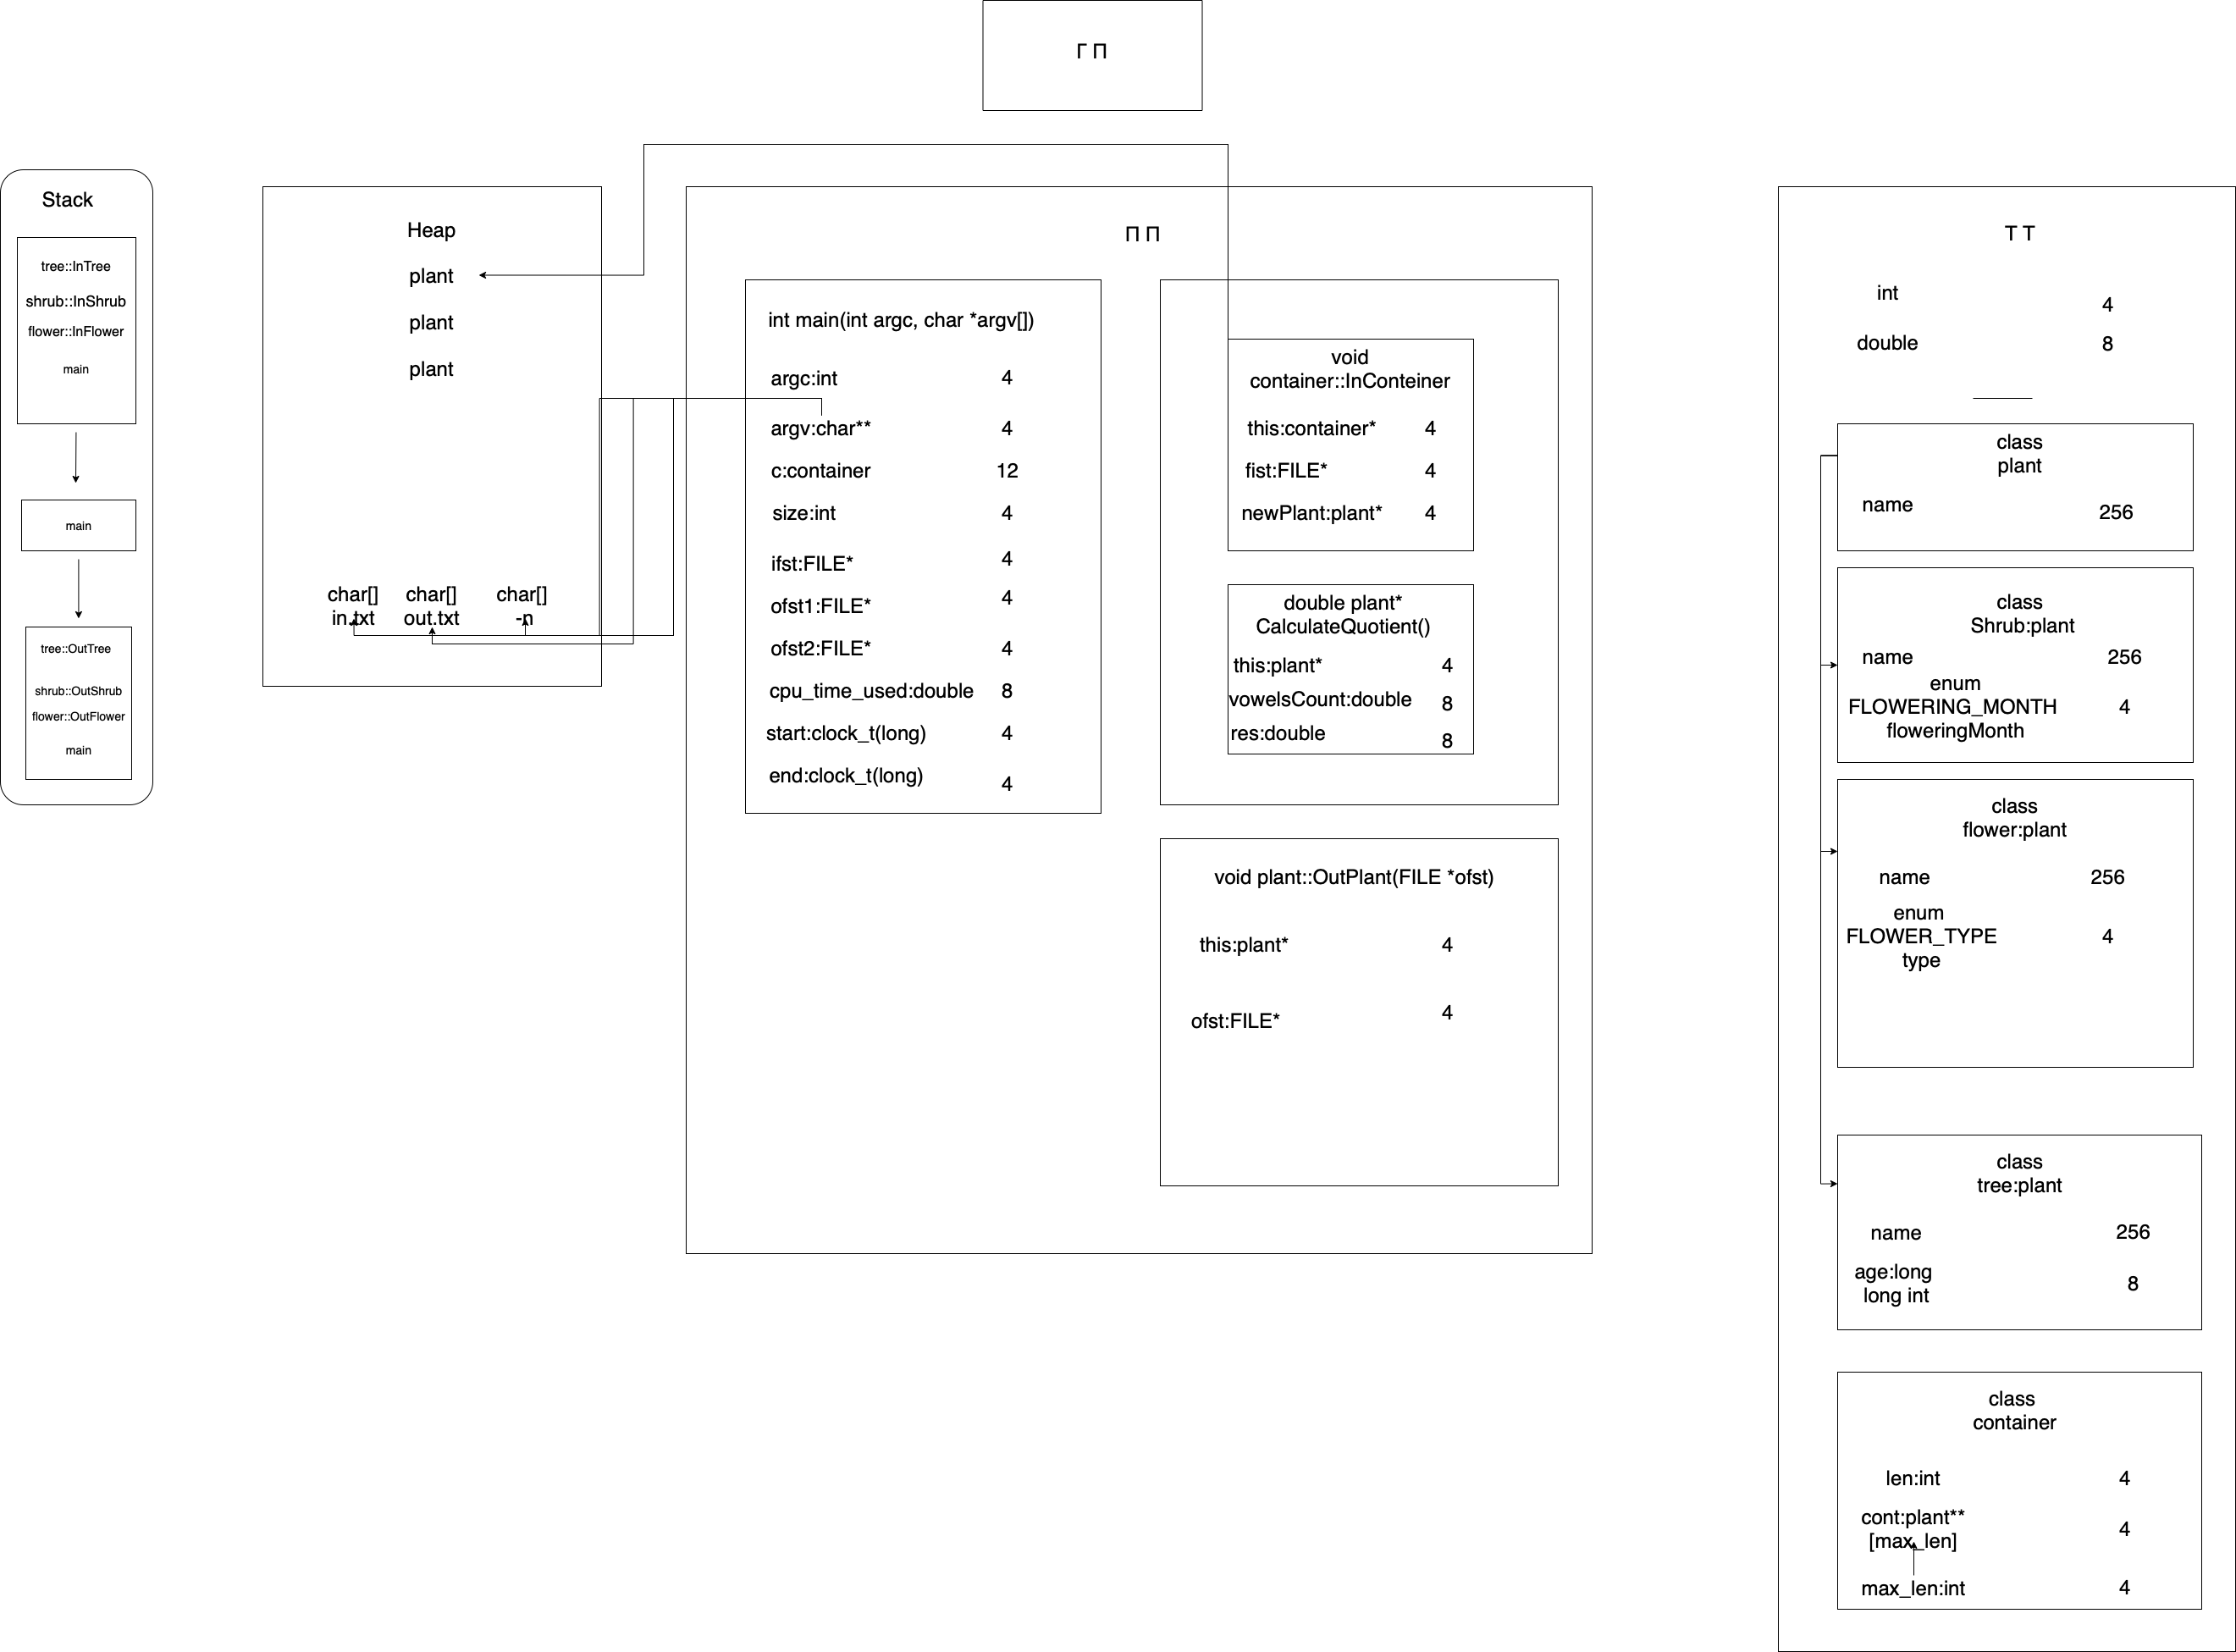 Г П
Stack
tree::InTree
shrub::InShrub
flower::InFlower
main
main
tree::OutTree
shrub::OutShrub
flower::OutFlower
main
Heap
plant
plant
plant
char[]
in.txt
char[]
out.txt
char[]
-n
П П
int main(int argc, char *argv[])
argc:int 4
argv:char** 4
c:container 12
size:int 4
ifst:FILE* 4
ofst1:FILE* 4
ofst2:FILE* 4
cpu_time_used:double 8
start:clock_t(long) 4
end:clock_t(long) 4
void
container::InConteiner
this:container* 4
fist:FILE* 4
newPlant:plant* 4
double plant*
CalculateQuotient()
this:plant* 4
vowelsCount:double 8
res:double 8
void plant::OutPlant(FILE *ofst)
this:plant* 4
ofst:FILE* 4
Т Т
int 4
double 8
class
plant
name 256
class
Shrub:plant
name 256
enum
FLOWERING_MONTH 4
floweringMonth
class
flower:plant
name 256
enum
FLOWER_TYPE 4
type
class
tree:plant
name 256
age:long
long int 8
class
container
len:int 4
cont:plant**
[max_len] 4
max_len:int 4